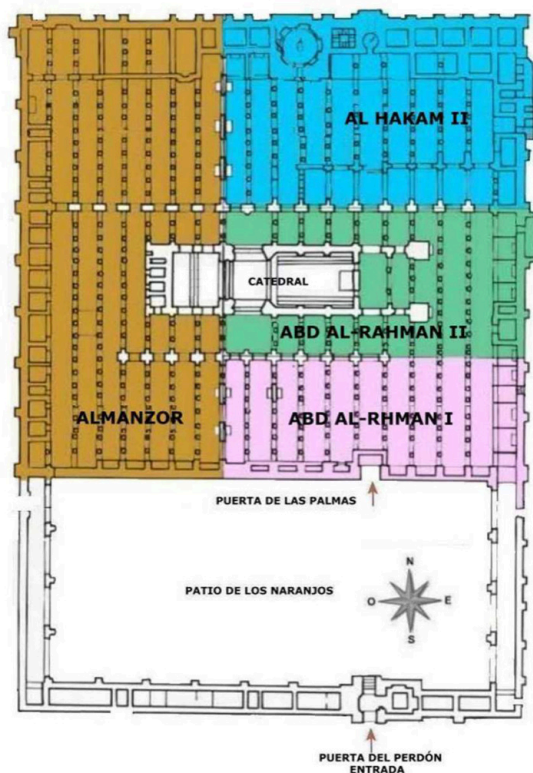 AL HAKAM II
CATEDRAL
ABD AL-RAHMAN II
ALMANZOR
ABD AL-RHMAN I
PUERTA DE LAS PALMAS
PATIO DE LOS NARANJOS
N
O
E
S
PUERTA DEL PERDÓN
ENTRADA